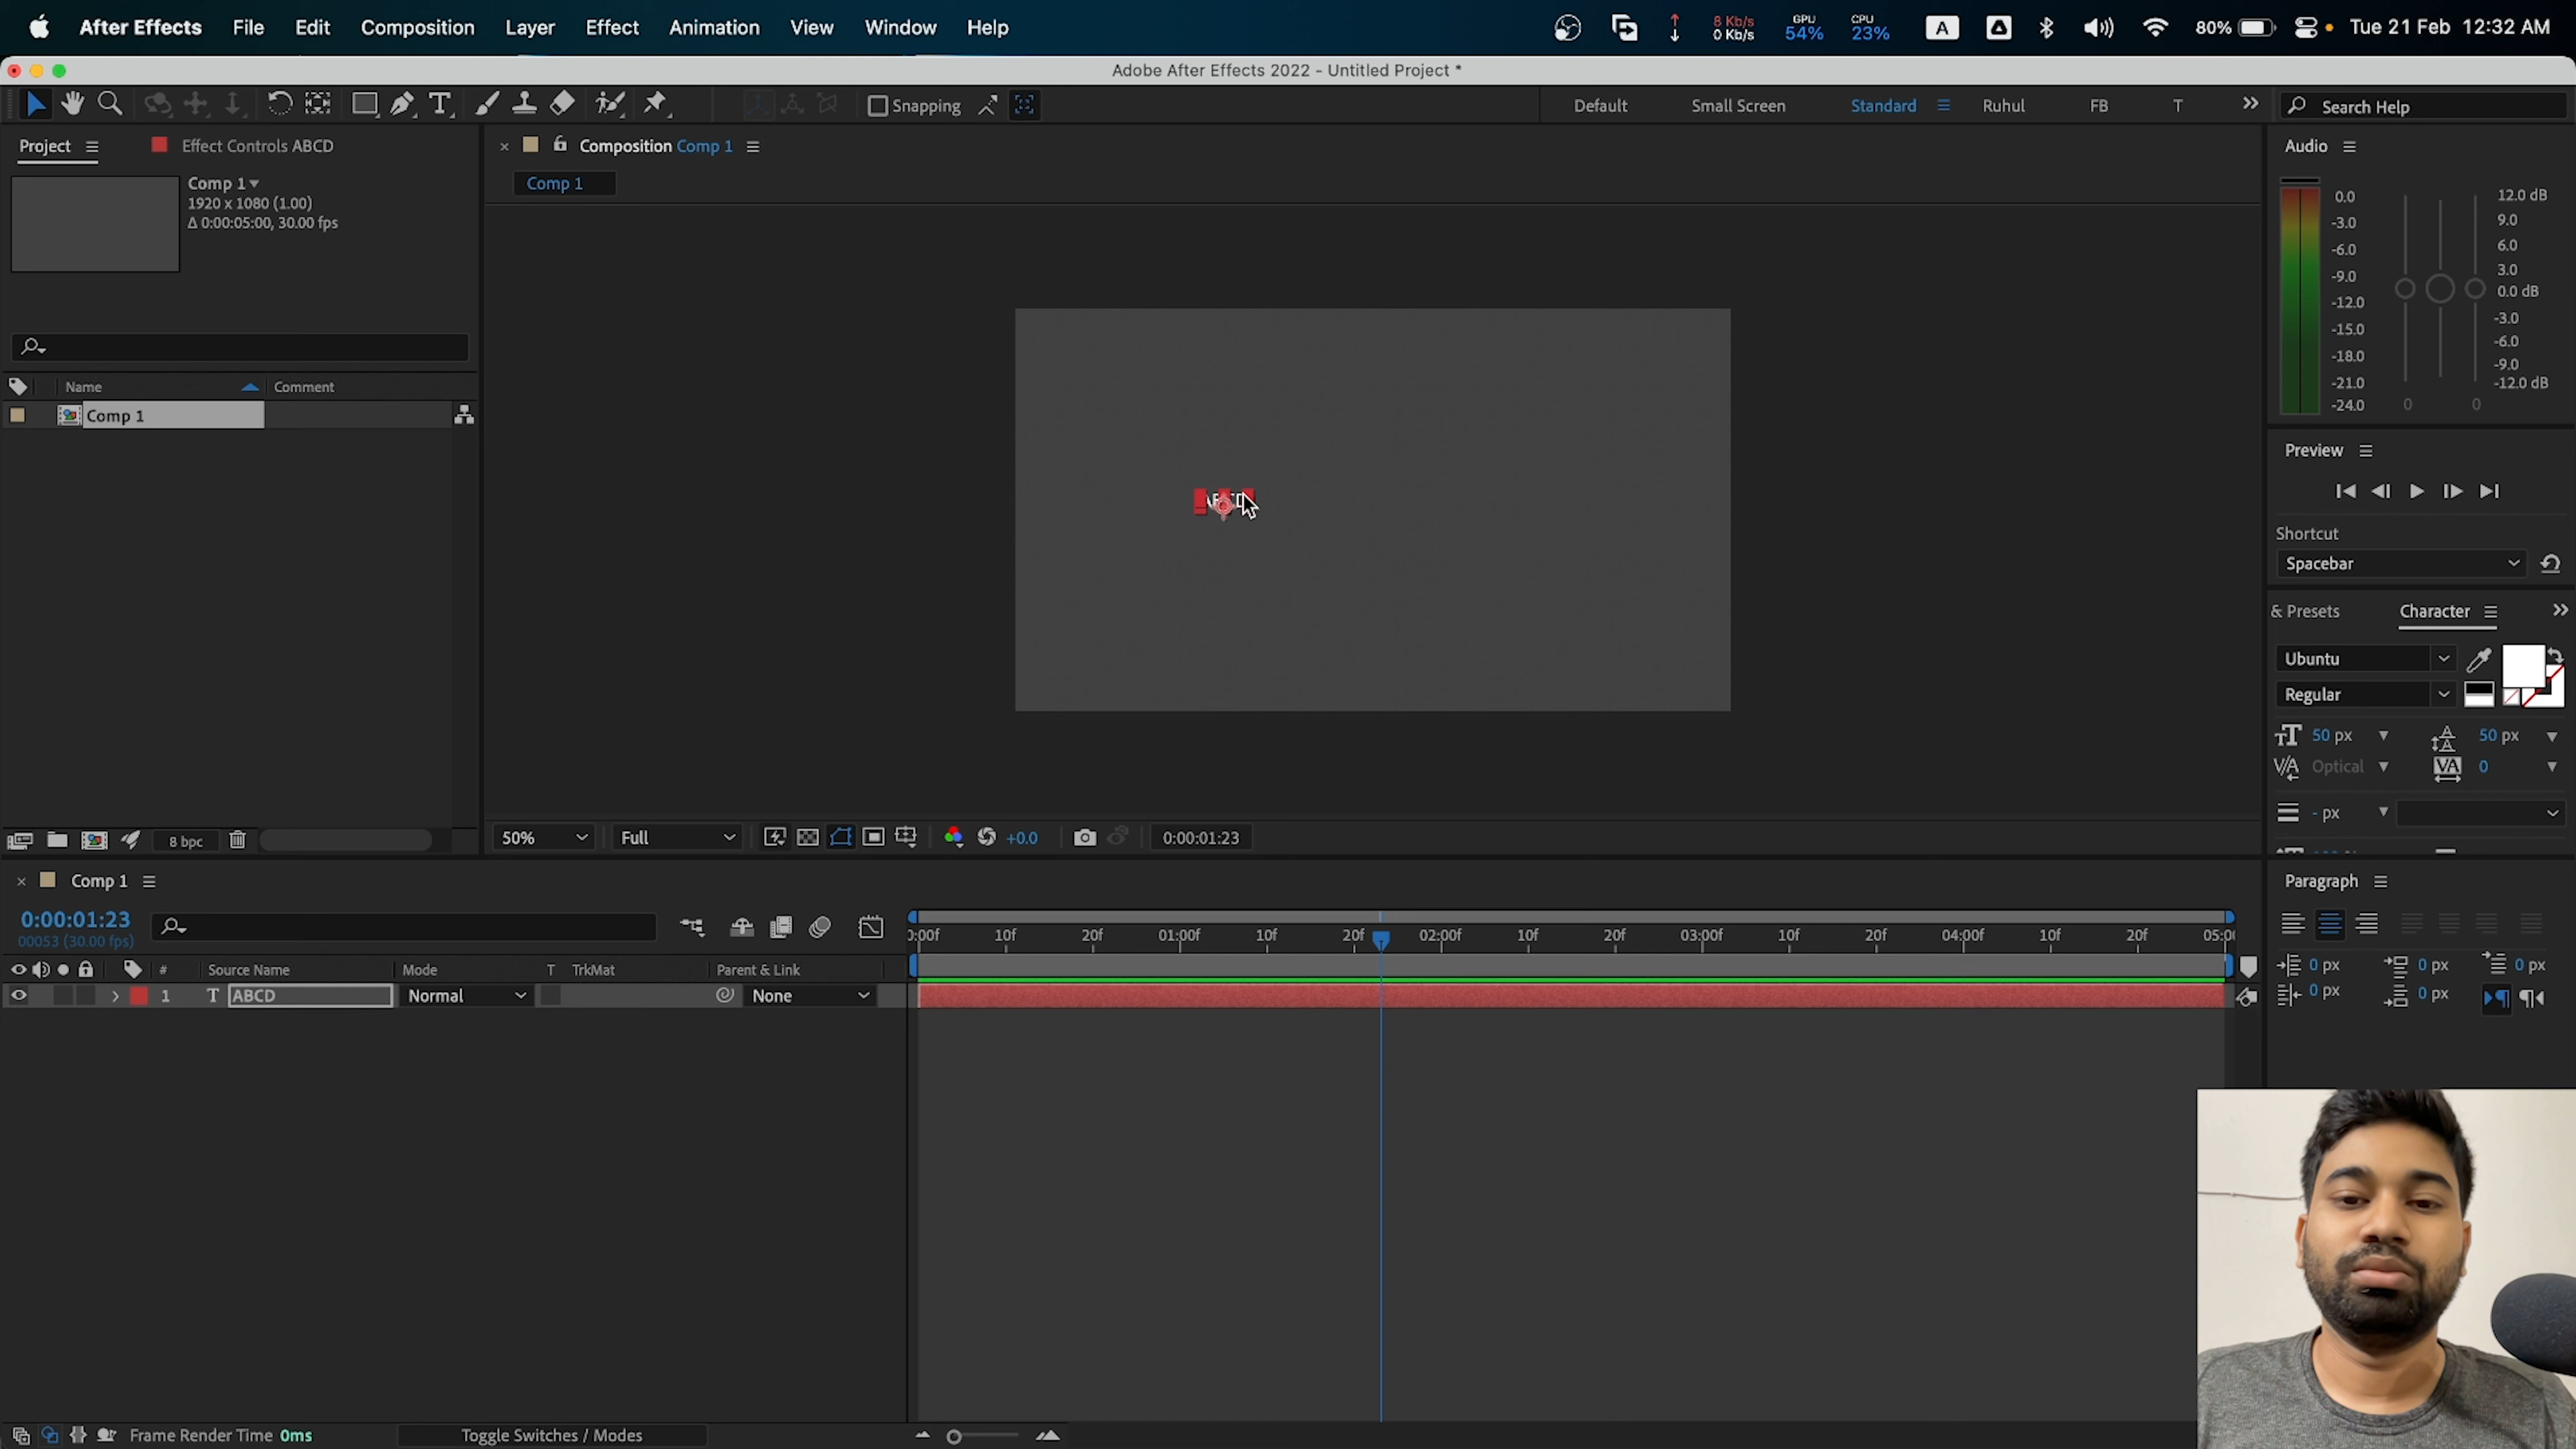 After Effects File Edit Composition Layer Effect Animation View Window Help 8 Kb/s 0 Kb/s GPU 54% CPU 23% A 80% Tue 21 Feb 12:32 AM
Adobe After Effects 2022 - Untitled Project *
Snapping Default Small Screen Standard Ruhul FB T Search Help
Project Effect Controls ABCD
Comp 1
1920 x 1080 (1.00)
Δ 0:00:05:00, 30.00 fps
Name Comment
Comp 1
8 bpc
Composition Comp 1
Comp 1
50% Full +0.0 0:00:01:23
Audio
0.0
-3.0
-6.0
-9.0
-12.0
-15.0
-18.0
-21.0
-24.0
12.0 dB
9.0
6.0
3.0
0.0 dB
-3.0
-6.0
-9.0
-12.0 dB
0 0
Preview
Shortcut
Spacebar
& Presets Character
Ubuntu
Regular
50 px 50 px
Optical 0
- px
Paragraph
0 px 0 px 0 px
0 px 0 px
Comp 1
0:00:01:23
00053 (30.00 fps)
:00f 10f 20f 01:00f 10f 20f 02:00f 10f 20f 03:00f 10f 20f 04:00f 10f 20f 05:00
# Source Name Mode T TrkMat Parent & Link
1 T ABCD Normal None
Frame Render Time 0ms Toggle Switches / Modes